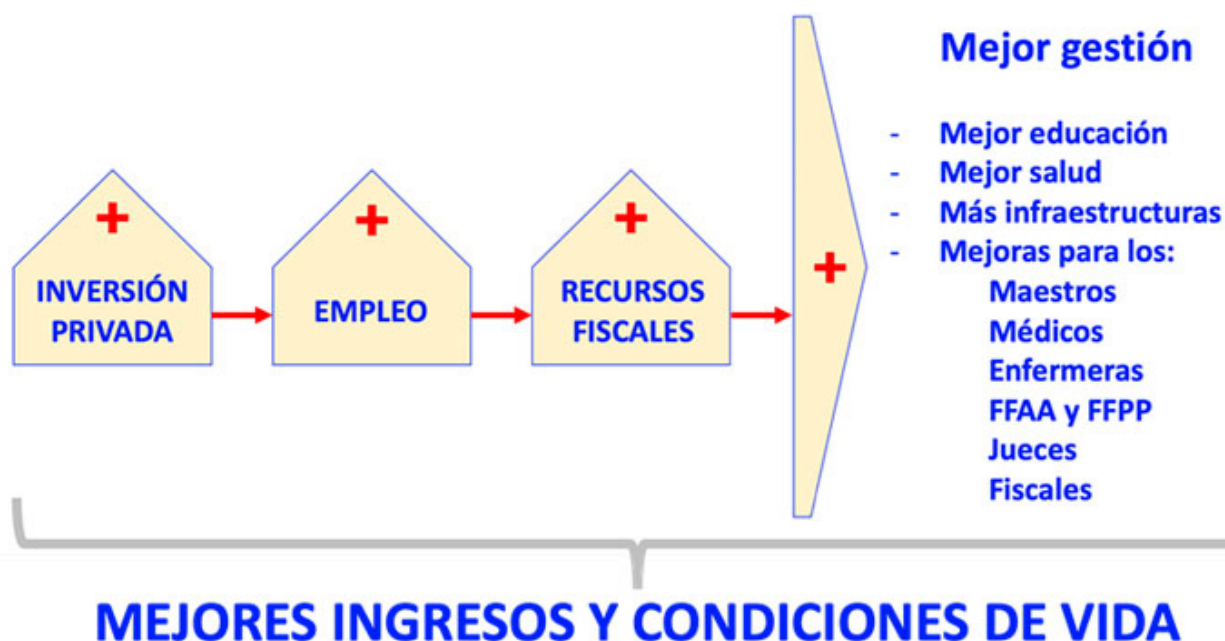 Mejor gestión
- Mejor educación
- Mejor salud
- Más infraestructuras
- Mejoras para los:
Maestros
Médicos
Enfermeras
FFAA y FFPP
Jueces
Fiscales
+
INVERSIÓN
PRIVADA
+
EMPLEO
+
RECURSOS
FISCALES
+
MEJORES INGRESOS Y CONDICIONES DE VIDA